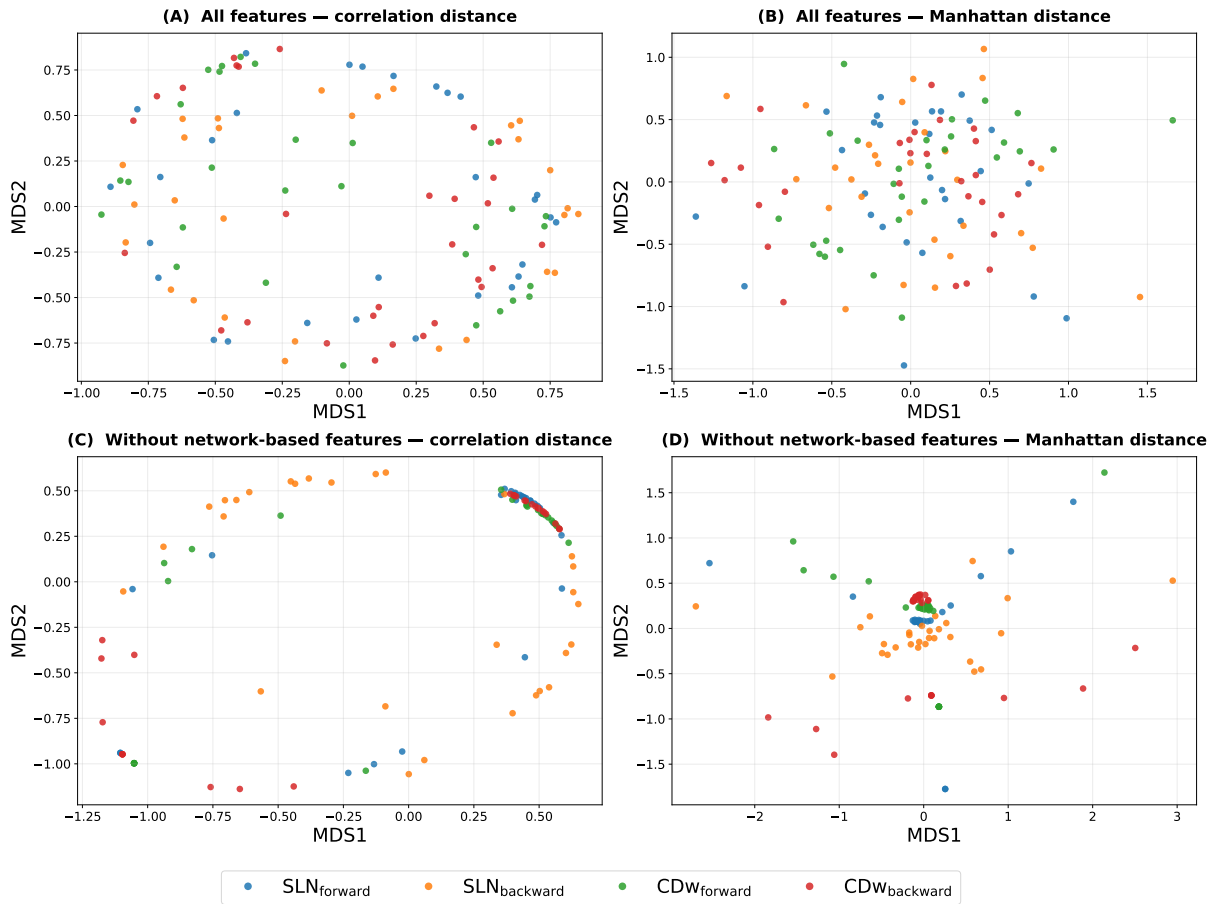 (A) All features — correlation distance
(B) All features — Manhattan distance
MDS2
0.75
0.50
0.25
0.00
−0.25
−0.50
−0.75
−1.00 −0.75 −0.50 −0.25 0.00 0.25 0.50 0.75
MDS1
MDS2
1.0
0.5
0.0
−0.5
−1.0
−1.5
−1.5 −1.0 −0.5 0.0 0.5 1.0 1.5
MDS1
(C) Without network-based features — correlation distance
(D) Without network-based features — Manhattan distance
MDS2
0.50
0.25
0.00
−0.25
−0.50
−0.75
−1.00
−1.25 −1.00 −0.75 −0.50 −0.25 0.00 0.25 0.50
MDS1
MDS2
1.5
1.0
0.5
0.0
−0.5
−1.0
−1.5
−2 −1 0 1 2 3
MDS1
SLNforward SLNbackward CDwforward CDwbackward